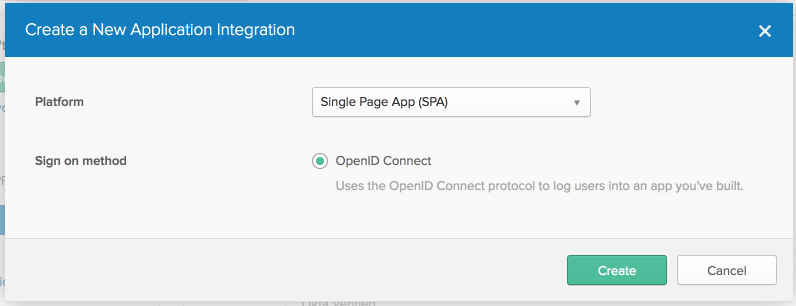 Create a New Application Integration
Platform
Single Page App (SPA)
Sign on method
OpenID Connect
Uses the OpenID Connect protocol to log users into an app you've built.
Create
Cancel